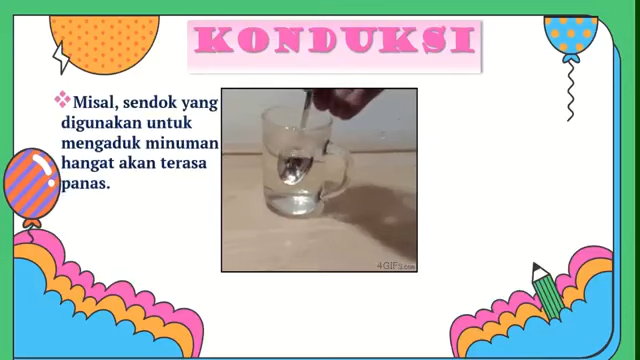 KONDUKSI
Misal, sendok yang
digunakan untuk
mengaduk minuman
hangat akan terasa
panas.
4GIFs.com